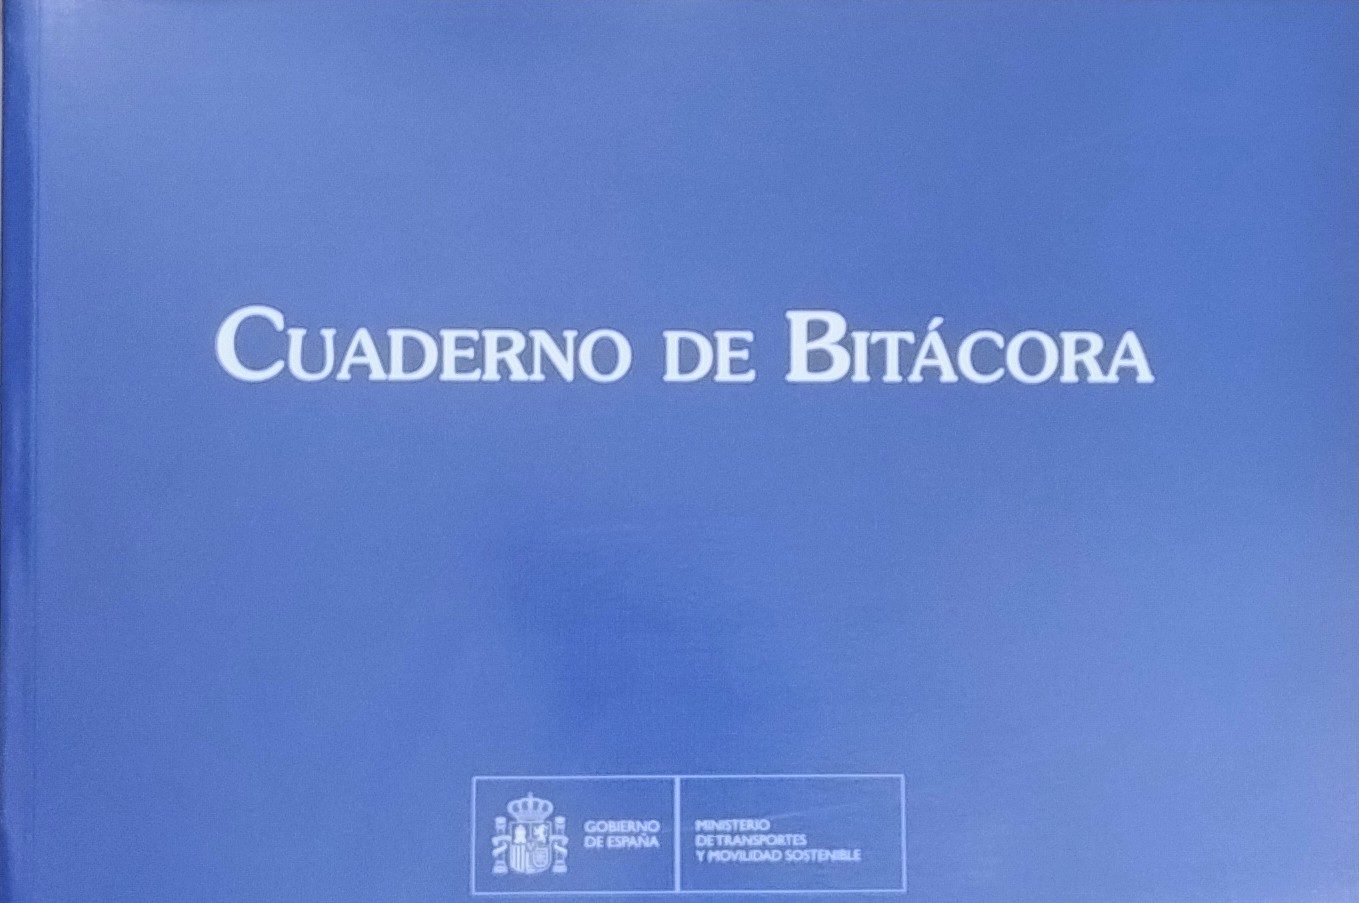 CUADERNO DE BITÁCORA
GOBIERNO
DE ESPAÑA
MINISTERIO
DE TRANSPORTES
Y MOVILIDAD SOSTENIBLE